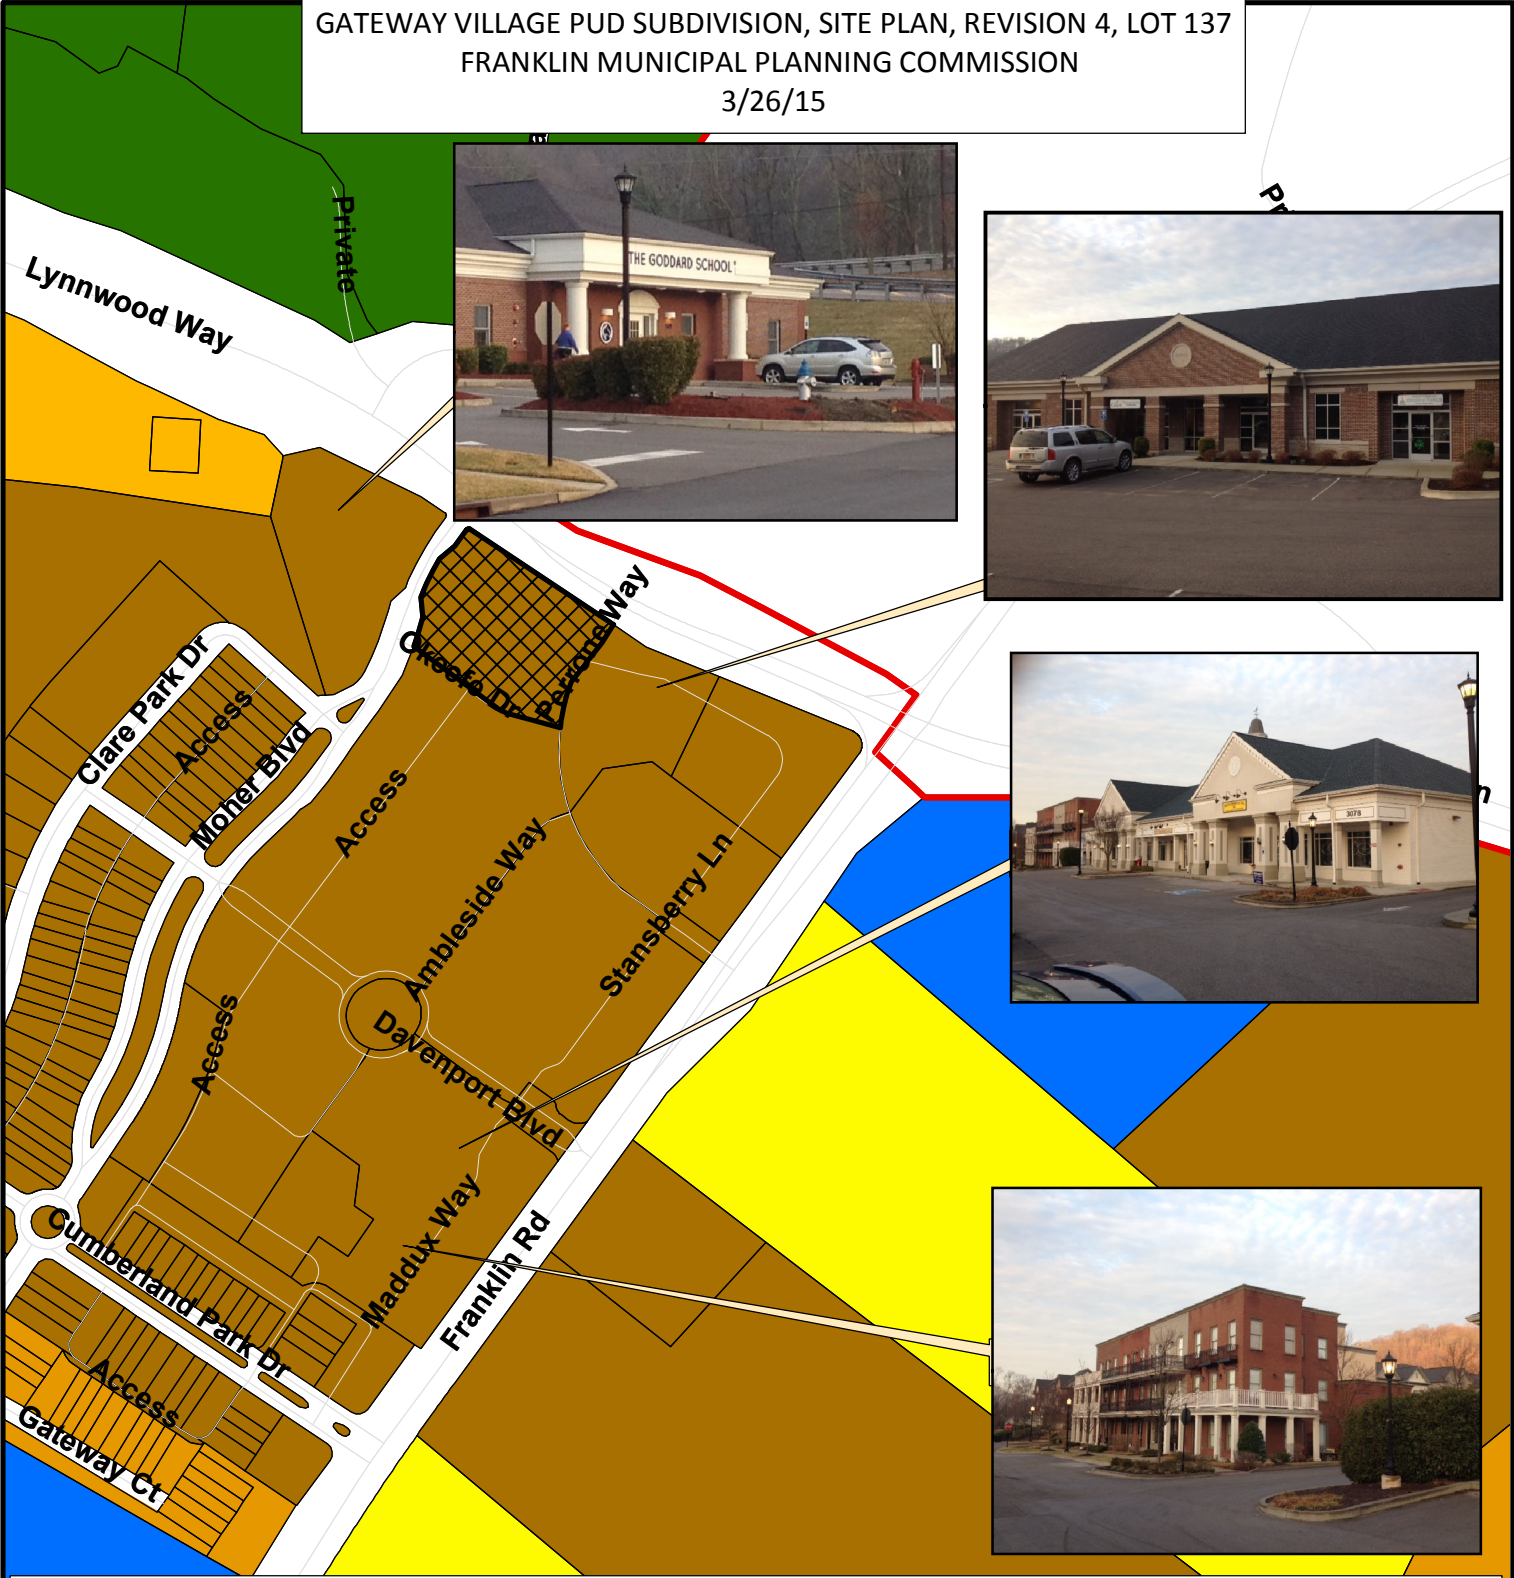 GATEWAY VILLAGE PUD SUBDIVISION, SITE PLAN, REVISION 4, LOT 137
FRANKLIN MUNICIPAL PLANNING COMMISSION
3/26/15
Private
Lynnwood Way
THE GODDARD SCHOOL
Perrone Way
Okeefe Dr
Clare Park Dr
Access
Moher Blvd
Access
Ambleside Way
Stansberry Ln
3078
Access
Davenport Blvd
Maddux Way
Cumberland Park Dr
Franklin Rd
Access
Gateway Ct